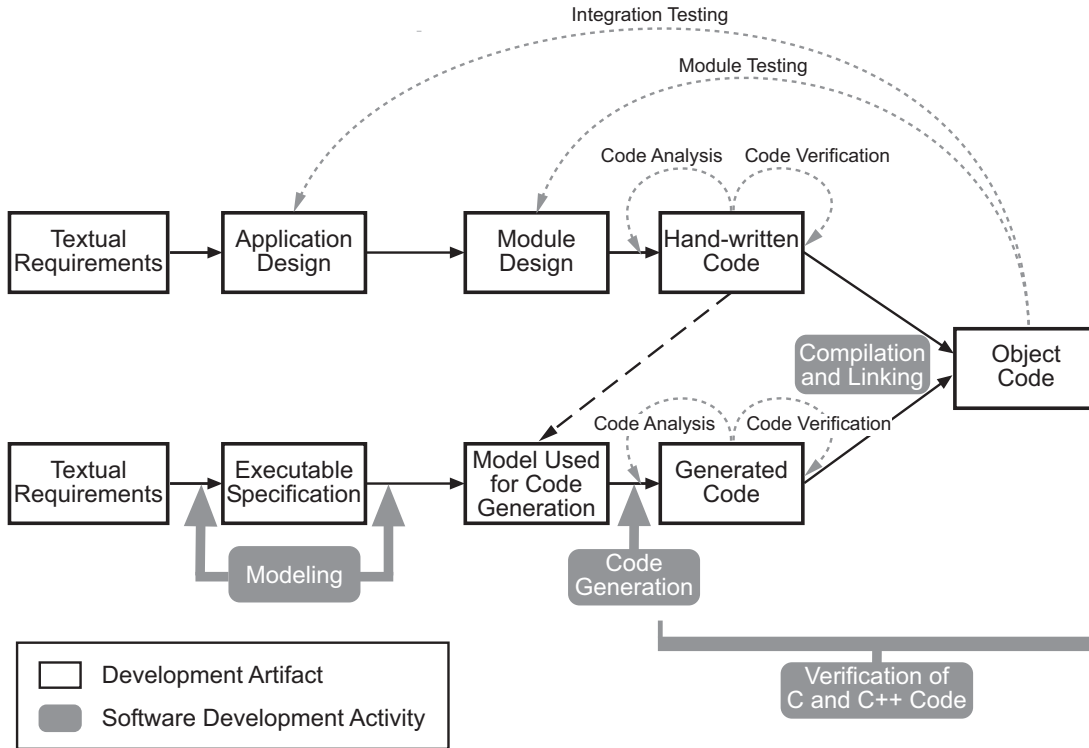 Integration Testing
Module Testing
Code Analysis
Code Verification
Textual
Requirements
Application
Design
Module
Design
Hand-written
Code
Compilation
and Linking
Object
Code
Code Analysis
Code Verification
Textual
Requirements
Executable
Specification
Model Used
for Code
Generation
Generated
Code
Modeling
Code
Generation
Development Artifact
Software Development Activity
Verification of
C and C++ Code